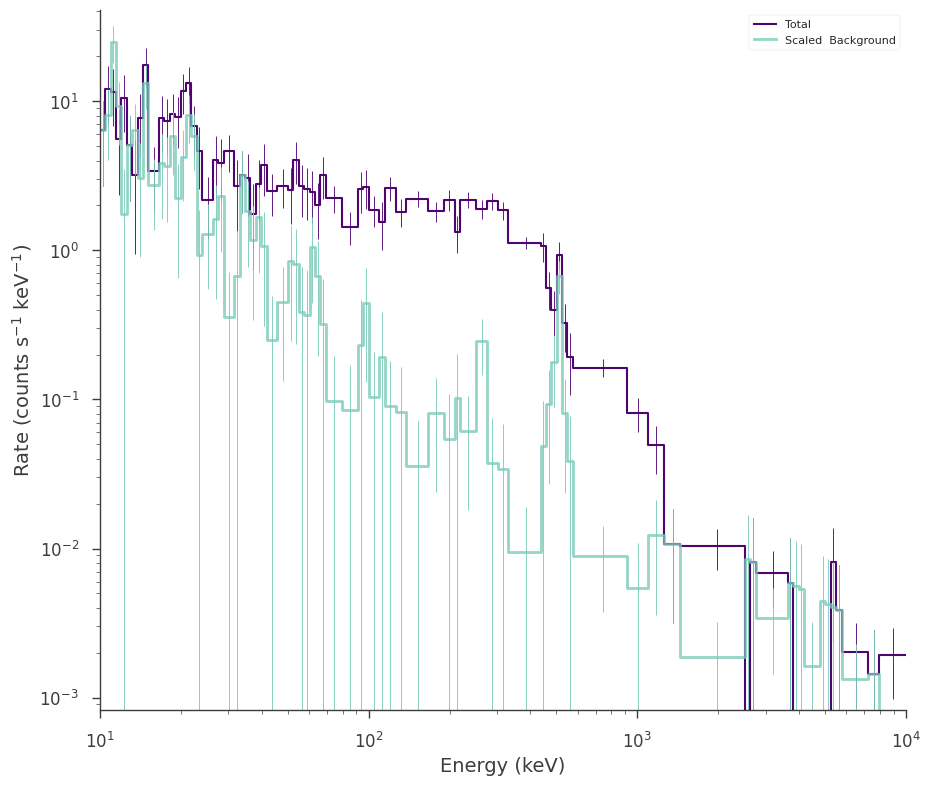 Total
Scaled  Background
10¹
10⁰
10⁻¹
10⁻²
10⁻³
Rate (counts s⁻¹ keV⁻¹)
10¹
10²
10³
10⁴
Energy (keV)